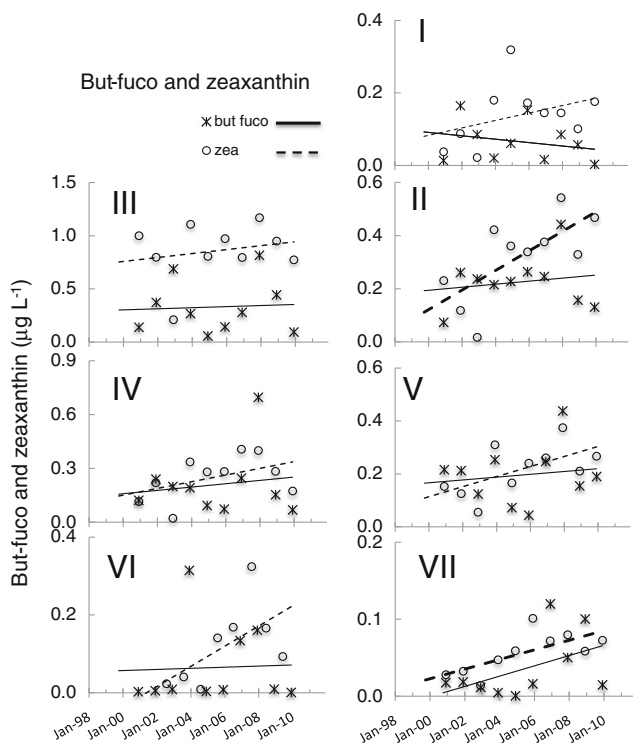 But-fuco and zeaxanthin
but fuco
zea
But-fuco and zeaxanthin (µg L-1)
I
0.4
0.2
0.0
III
1.5
1.0
0.5
0.0
II
0.6
0.4
0.2
0.0
IV
0.9
0.6
0.3
0.0
V
0.6
0.4
0.2
0.0
VI
0.4
0.2
0.0
VII
0.2
0.1
0.0
Jan-98 Jan-00 Jan-02 Jan-04 Jan-06 Jan-08 Jan-10
Jan-98 Jan-00 Jan-02 Jan-04 Jan-06 Jan-08 Jan-10